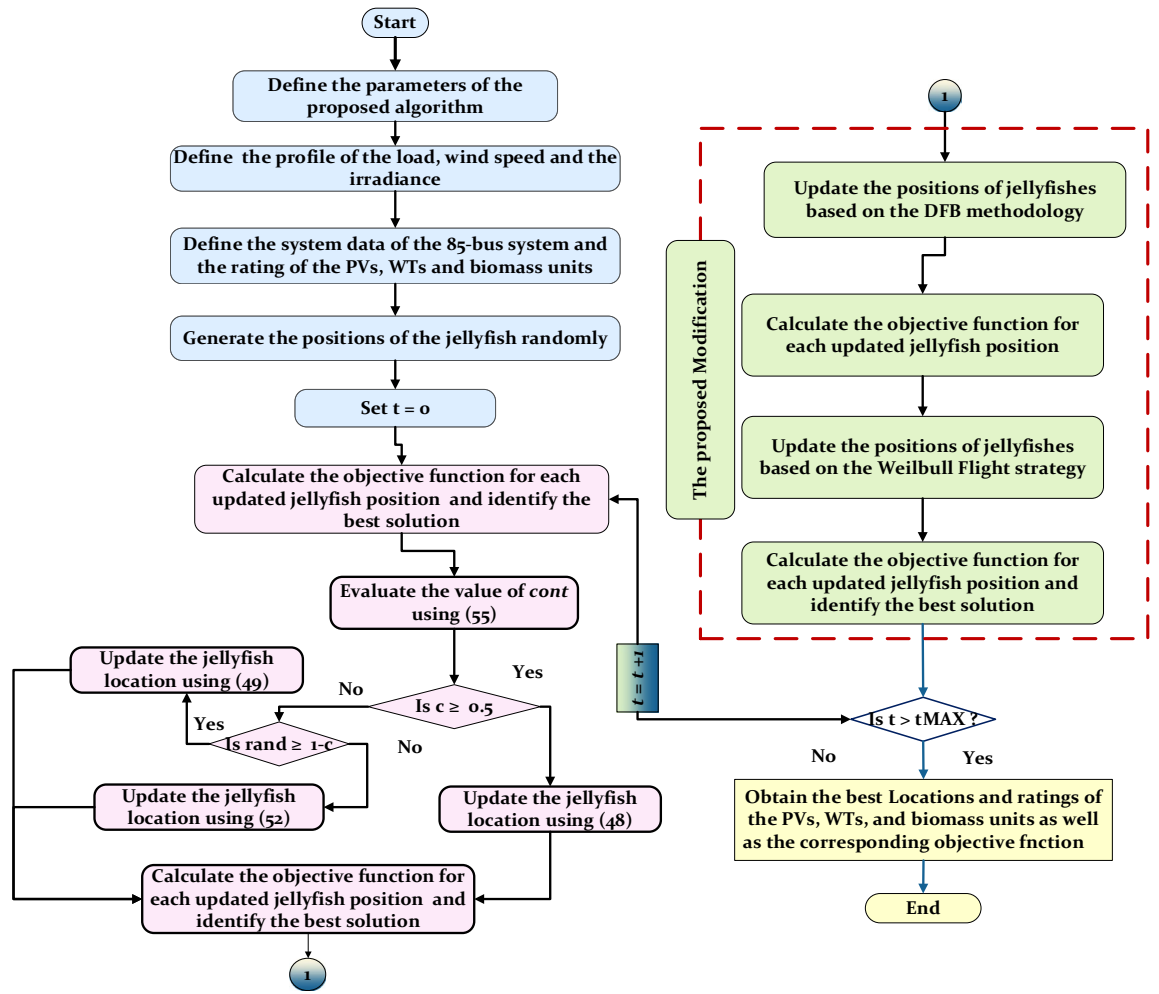 Start
Define the parameters of the
proposed algorithm
Define the profile of the load, wind speed and the
irradiance
Define the system data of the 85-bus system and
the rating of the PVs, WTs and biomass units
Generate the positions of the jellyfish randomly
Set t = 0
Calculate the objective function for each
updated jellyfish position and identify the
best solution
Evaluate the value of cont
using (55)
Is c ≥ 0.5
Yes
No
Update the jellyfish
location using (49)
Yes
Is rand ≥ 1-c
No
Update the jellyfish
location using (52)
Update the jellyfish
location using (48)
Calculate the objective function for
each updated jellyfish position and
identify the best solution
1
1
The proposed Modification
Update the positions of jellyfishes
based on the DFB methodology
Calculate the objective function for
each updated jellyfish position
Update the positions of jellyfishes
based on the Weilbull Flight strategy
Calculate the objective function for
each updated jellyfish position and
identify the best solution
t = t +1
Is t > tMAX ?
No
Yes
Obtain the best Locations and ratings of
the PVs, WTs, and biomass units as well
as the corresponding objective fnction
End